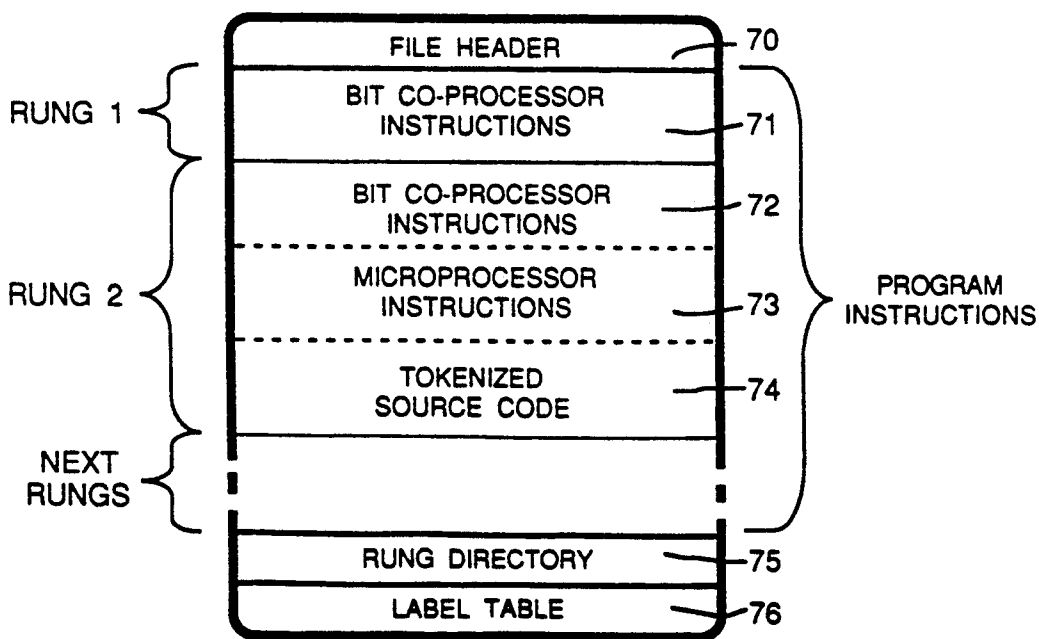 FILE HEADER
70
RUNG 1
BIT CO-PROCESSOR
INSTRUCTIONS
71
BIT CO-PROCESSOR
INSTRUCTIONS
72
RUNG 2
MICROPROCESSOR
INSTRUCTIONS
73
PROGRAM
INSTRUCTIONS
TOKENIZED
SOURCE CODE
74
NEXT
RUNGS
RUNG DIRECTORY
75
LABEL TABLE
76